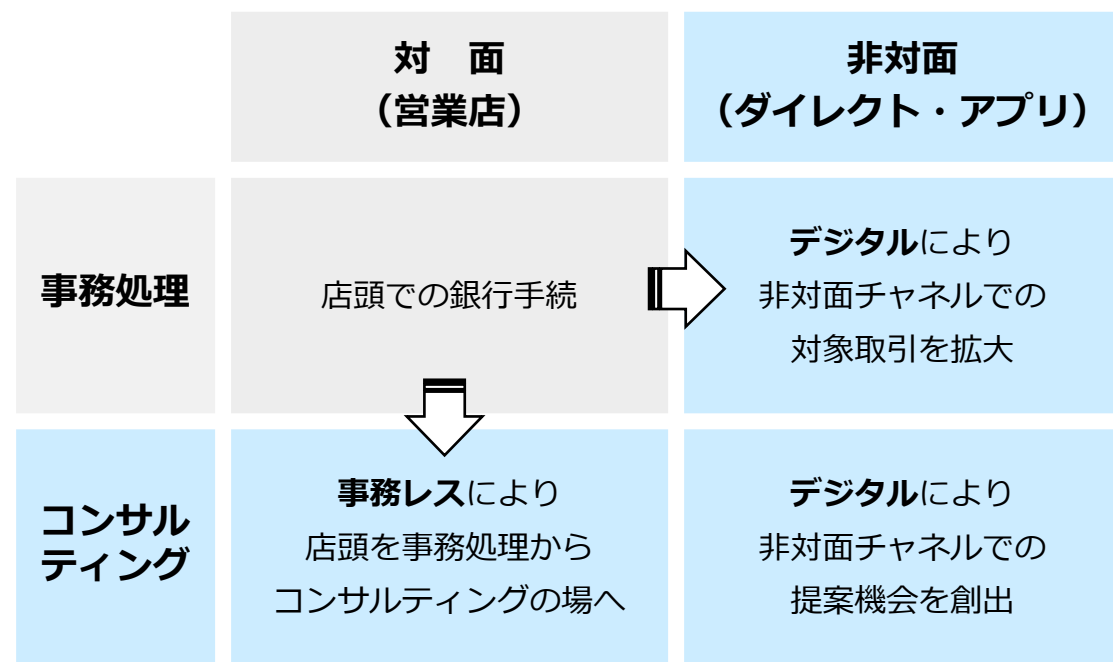 対　面
（営業店）
非対面
（ダイレクト・アプリ）
事務処理
店頭での銀行手続
デジタルにより
非対面チャネルでの
対象取引を拡大
コンサル
ティング
事務レスにより
店頭を事務処理から
コンサルティングの場へ
デジタルにより
非対面チャネルでの
提案機会を創出